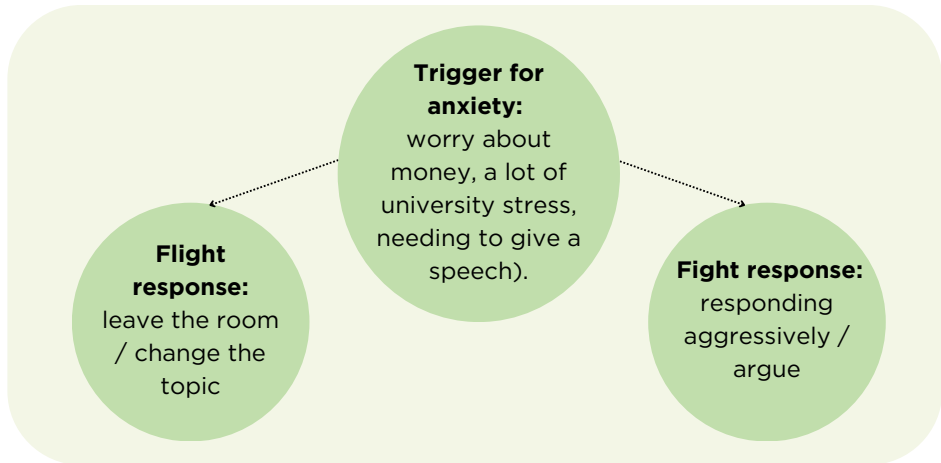 Trigger for
anxiety:
worry about
money, a lot of
university stress,
needing to give a
speech).
Flight
response:
leave the room
/ change the
topic
Fight response:
responding
aggressively /
argue